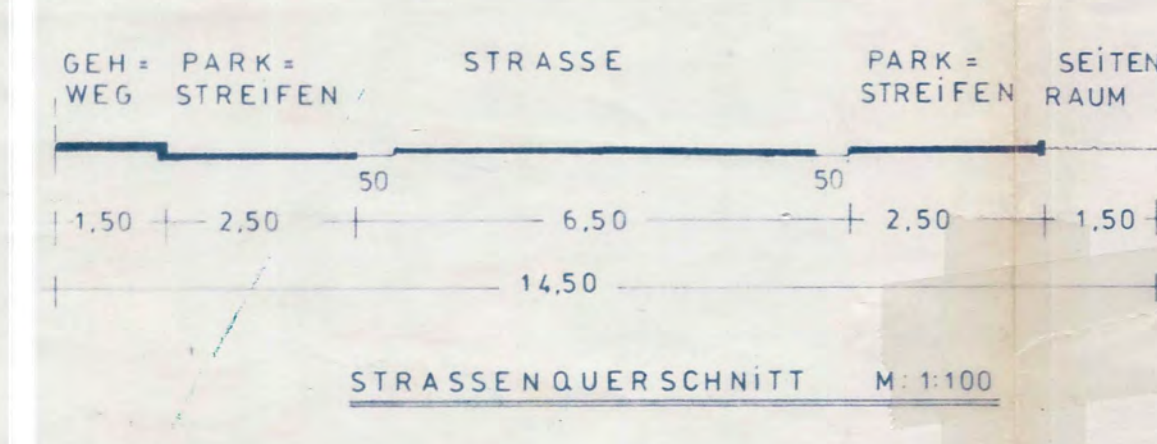 GEH= PARK= STRASSE PARK= SEiTEN
WEG STREiFEN STREiFEN RAUM
50 50
1,50 2,50 6,50 2,50 1,50
14,50
STRASSENQUERSCHNiTT M: 1:100